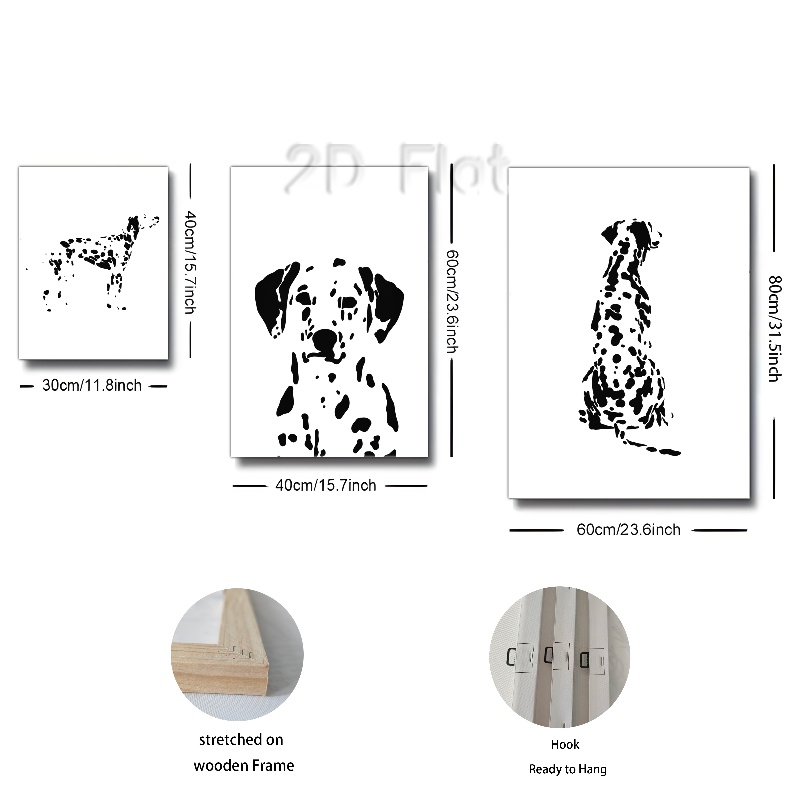 2D Flat
40cm/15.7inch
60cm/23.6inch
80cm/31.5inch
30cm/11.8inch
40cm/15.7inch
60cm/23.6inch
stretched on
wooden Frame
Hook
Ready to Hang